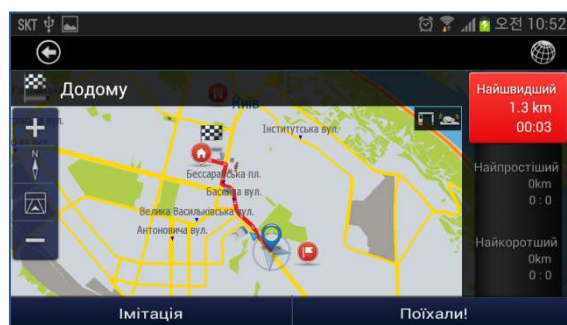 SKT 오전 10:52
Додому
Київ
вул.
Інститутська вул.
Бессарабська пл.
Басейна вул.
Велика Васильківська вул.
Антоновича вул.
N
Найшвидший
1.3 km
00:03
Найпростіший
0km
0 : 0
Найкоротший
0km
0 : 0
Імітація
Поїхали!